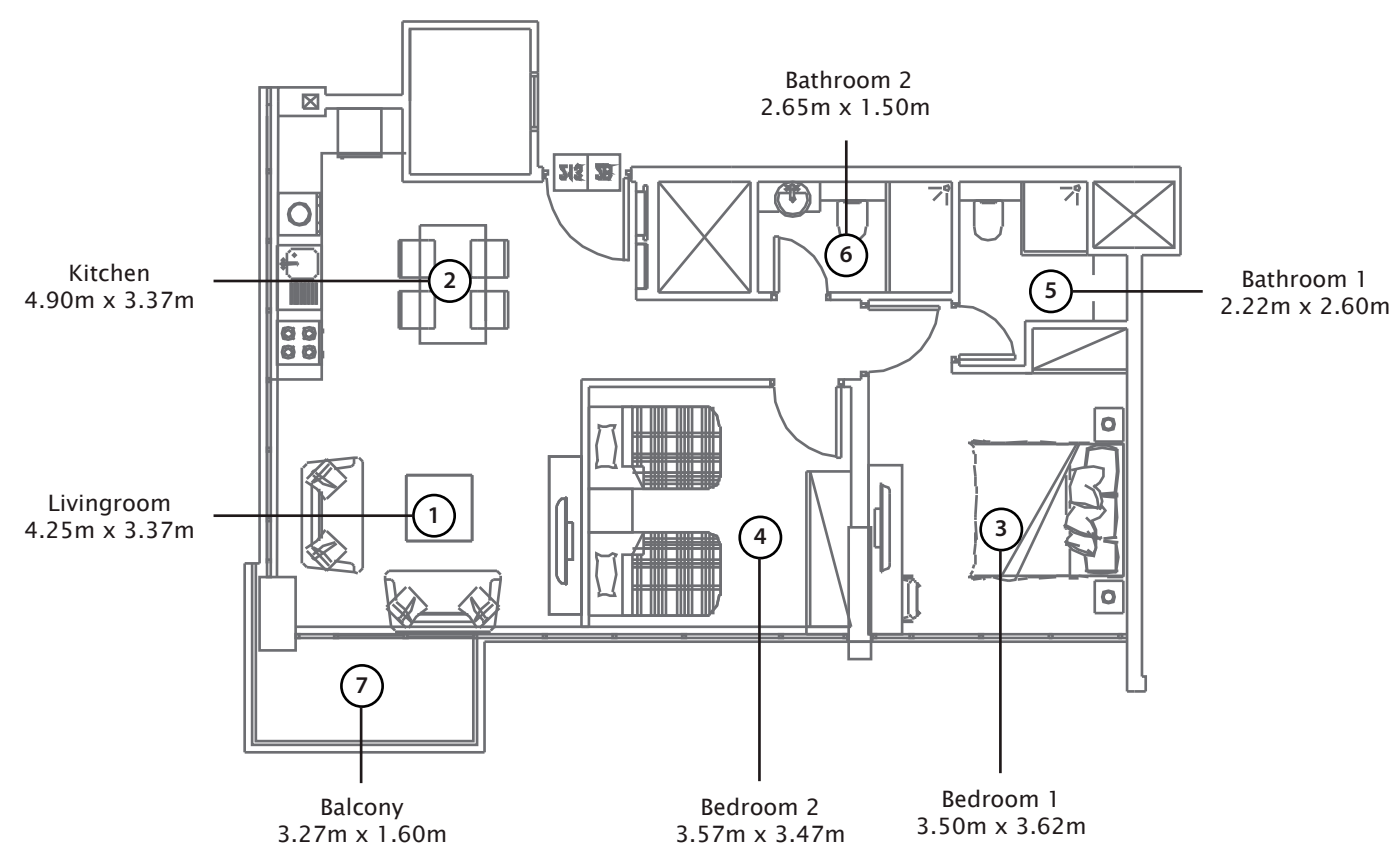 Bathroom 2
2.65m x 1.50m
Kitchen
4.90m x 3.37m
2
6
5
Bathroom 1
2.22m x 2.60m
Livingroom
4.25m x 3.37m
1
4
3
7
Balcony
3.27m x 1.60m
Bedroom 2
3.57m x 3.47m
Bedroom 1
3.50m x 3.62m